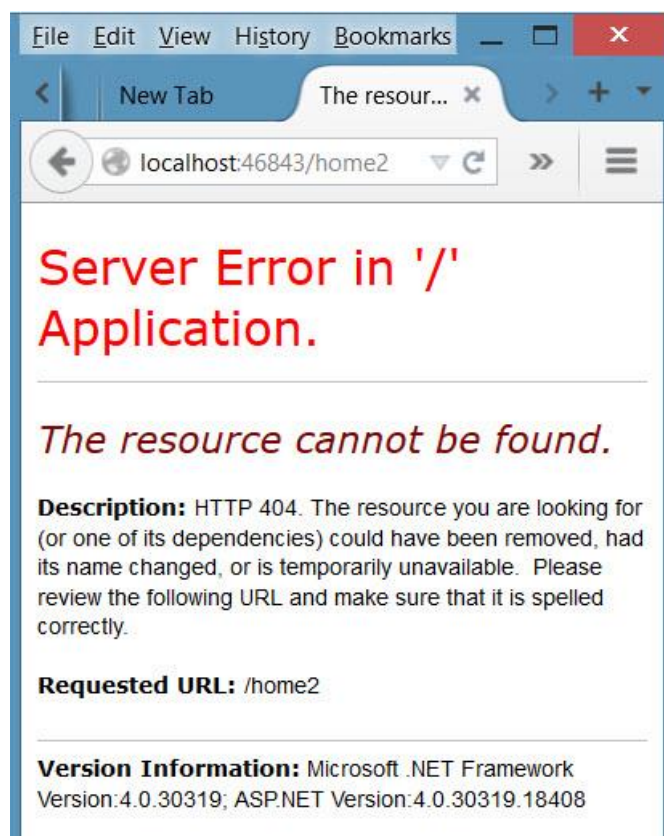 File Edit View History Bookmarks
New Tab The resour...
localhost:46843/home2
Server Error in '/'
Application.
The resource cannot be found.
Description: HTTP 404. The resource you are looking for
(or one of its dependencies) could have been removed, had
its name changed, or is temporarily unavailable.  Please
review the following URL and make sure that it is spelled
correctly.
Requested URL: /home2
Version Information: Microsoft .NET Framework
Version:4.0.30319; ASP.NET Version:4.0.30319.18408